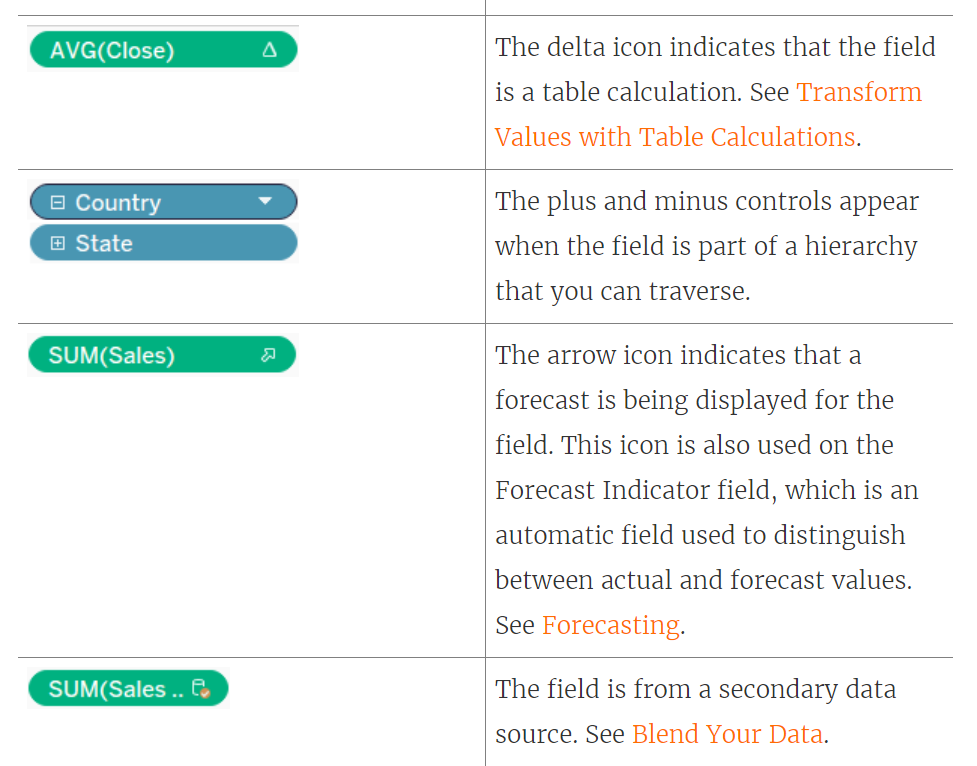 AVG(Close)
The delta icon indicates that the field
is a table calculation. See Transform
Values with Table Calculations.
Country
State
The plus and minus controls appear
when the field is part of a hierarchy
that you can traverse.
SUM(Sales)
The arrow icon indicates that a
forecast is being displayed for the
field. This icon is also used on the
Forecast Indicator field, which is an
automatic field used to distinguish
between actual and forecast values.
See Forecasting.
SUM(Sales ..
The field is from a secondary data
source. See Blend Your Data.